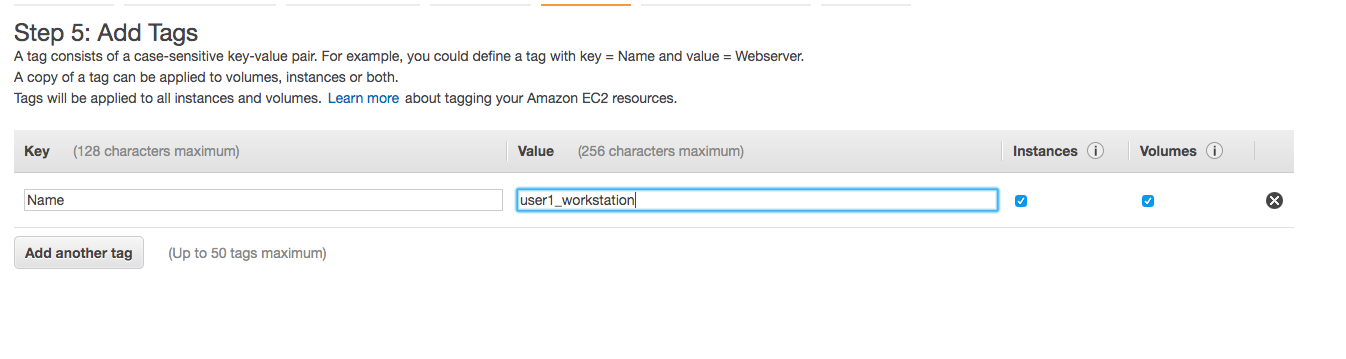 Step 5: Add Tags
A tag consists of a case-sensitive key-value pair. For example, you could define a tag with key = Name and value = Webserver.
A copy of a tag can be applied to volumes, instances or both.
Tags will be applied to all instances and volumes. Learn more about tagging your Amazon EC2 resources.
Key (128 characters maximum) Value (256 characters maximum) Instances i Volumes i
Name user1_workstation
Add another tag (Up to 50 tags maximum)